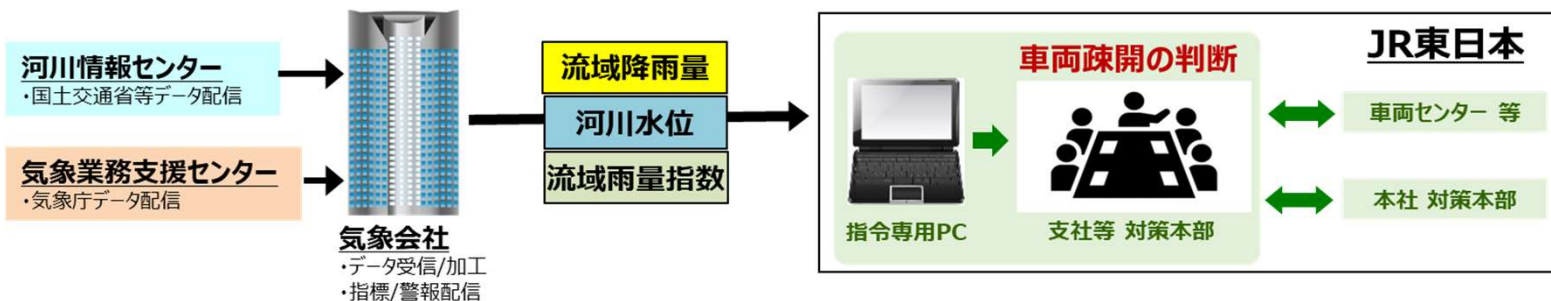 河川情報センター
・国土交通省等データ配信
気象業務支援センター
・気象庁データ配信
気象会社
・データ受信/加工
・指標/警報配信
流域降雨量
河川水位
流域雨量指数
JR東日本
車両疎開の判断
指令専用PC
支社等 対策本部
車両センター 等
本社 対策本部